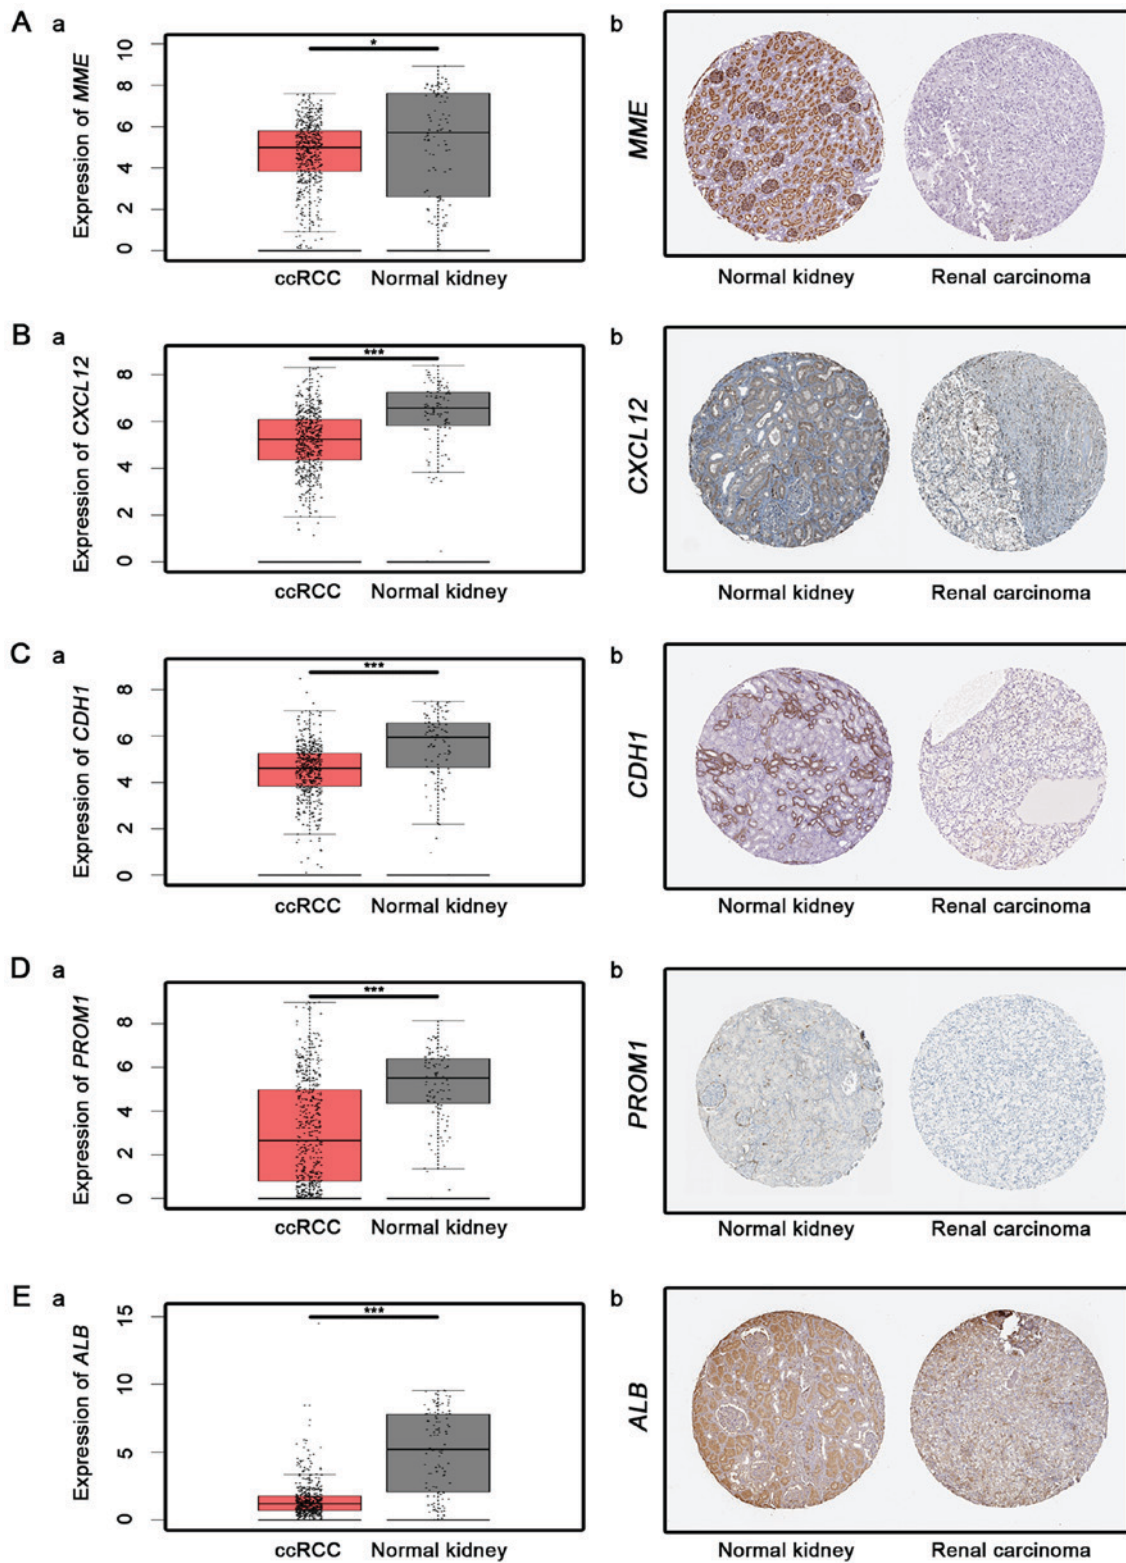 A a b
Expression of MME
10
8
6
4
2
0
*
ccRCC Normal kidney
MME
Normal kidney Renal carcinoma
B a b
Expression of CXCL12
8
6
4
2
0
***
ccRCC Normal kidney
CXCL12
Normal kidney Renal carcinoma
C a b
Expression of CDH1
8
6
4
2
0
***
ccRCC Normal kidney
CDH1
Normal kidney Renal carcinoma
D a b
Expression of PROM1
8
6
4
2
0
***
ccRCC Normal kidney
PROM1
Normal kidney Renal carcinoma
E a b
Expression of ALB
15
10
5
0
***
ccRCC Normal kidney
ALB
Normal kidney Renal carcinoma